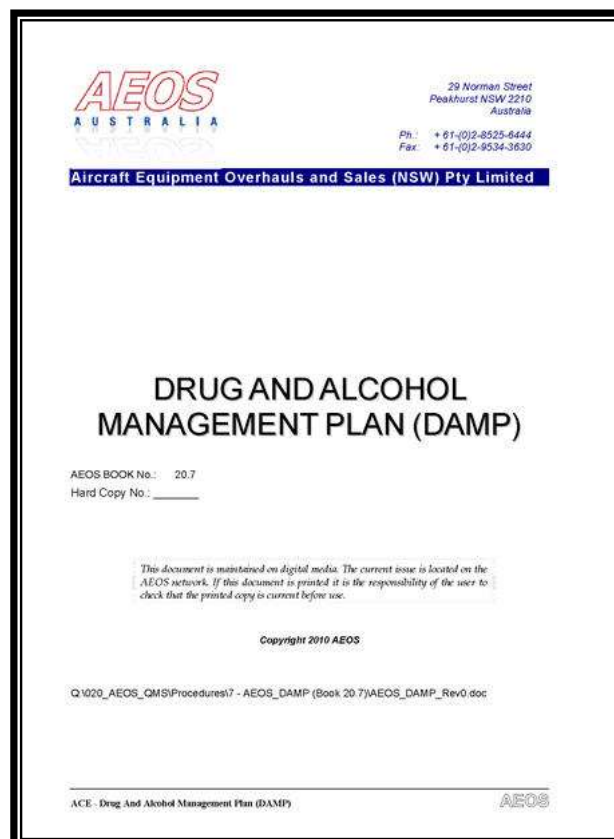 AEOS
AUSTRALIA
29 Norman Street
Peakhurst NSW 2210
Australia
Ph.: + 61-(0)2-8525-6444
Fax: + 61-(0)2-9534-3630
Aircraft Equipment Overhauls and Sales (NSW) Pty Limited
DRUG AND ALCOHOL
MANAGEMENT PLAN (DAMP)
AEOS BOOK No.: 20.7
Hard Copy No.: _______
This document is maintained on digital media. The current issue is located on the
AEOS network. If this document is printed it is the responsibility of the user to
check that the printed copy is current before use.
Copyright 2010 AEOS
Q:\020_AEOS_QMS\Procedures\7 - AEOS_DAMP (Book 20.7)\AEOS_DAMP_Rev0.doc
ACE - Drug And Alcohol Management Plan (DAMP)
AEOS